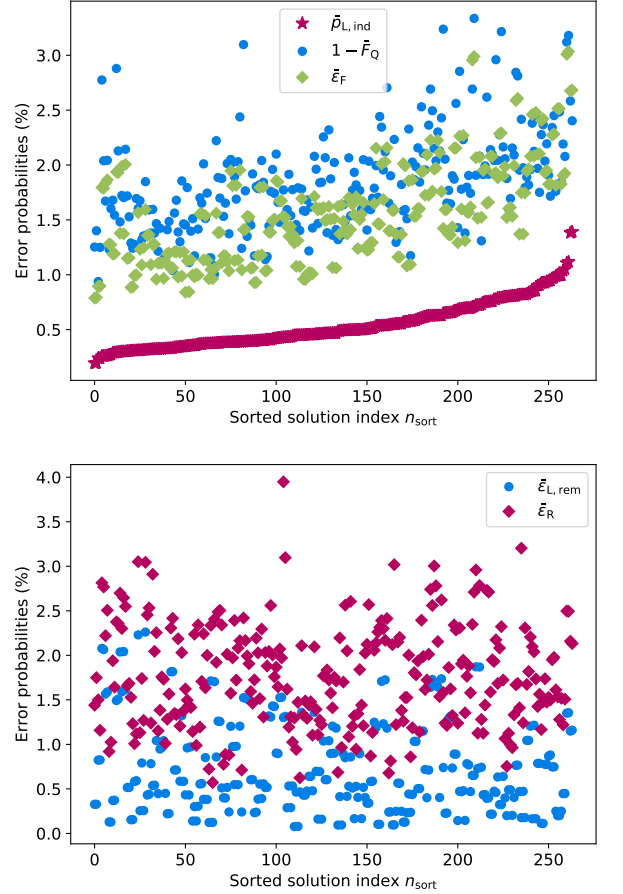 p̄L,ind
1 − F̄Q
ε̄F
3.0
2.5
2.0
1.5
1.0
0.5
Error probabilities (%)
0 50 100 150 200 250
Sorted solution index nsort
ε̄L,rem
ε̄R
4.0
3.5
3.0
2.5
2.0
1.5
1.0
0.5
0.0
Error probabilities (%)
0 50 100 150 200 250
Sorted solution index nsort